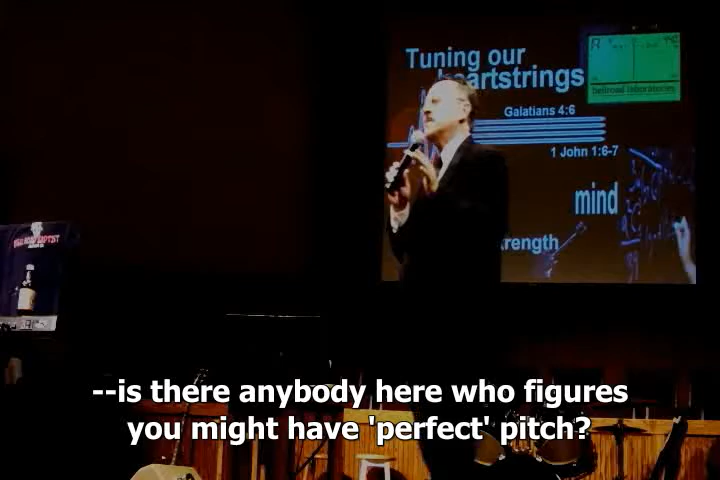 Tuning our
heartstrings
Galatians 4:6
1 John 1:6-7
mind
rength
--is there anybody here who figures
you might have 'perfect' pitch?